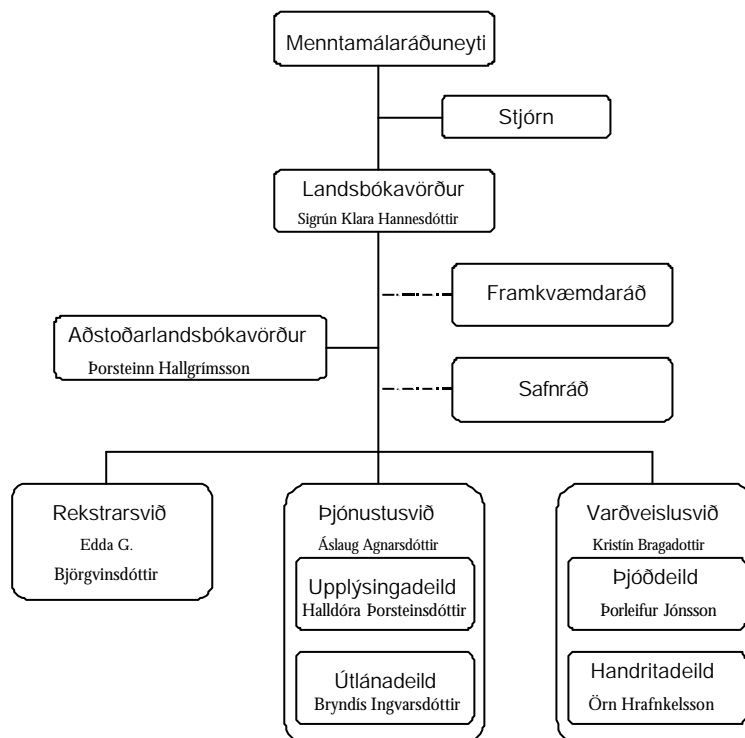 Menntamálaráðuneyti
Stjórn
Landsbókavörður
Sigrún Klara Hannesdóttir
Framkvæmdaráð
Aðstoðarlandsbókavörður
Þorsteinn Hallgrímsson
Safnráð
Rekstrarsvið
Edda G.
Björgvinsdóttir
Þjónustusvið
Áslaug Agnarsdóttir
Upplýsingadeild
Halldóra Þorsteinsdóttir
Útlánadeild
Bryndís Ingvarsdóttir
Varðveislusvið
Kristín Bragadottir
Þjóðdeild
Þorleifur Jónsson
Handritadeild
Örn Hrafnkelsson